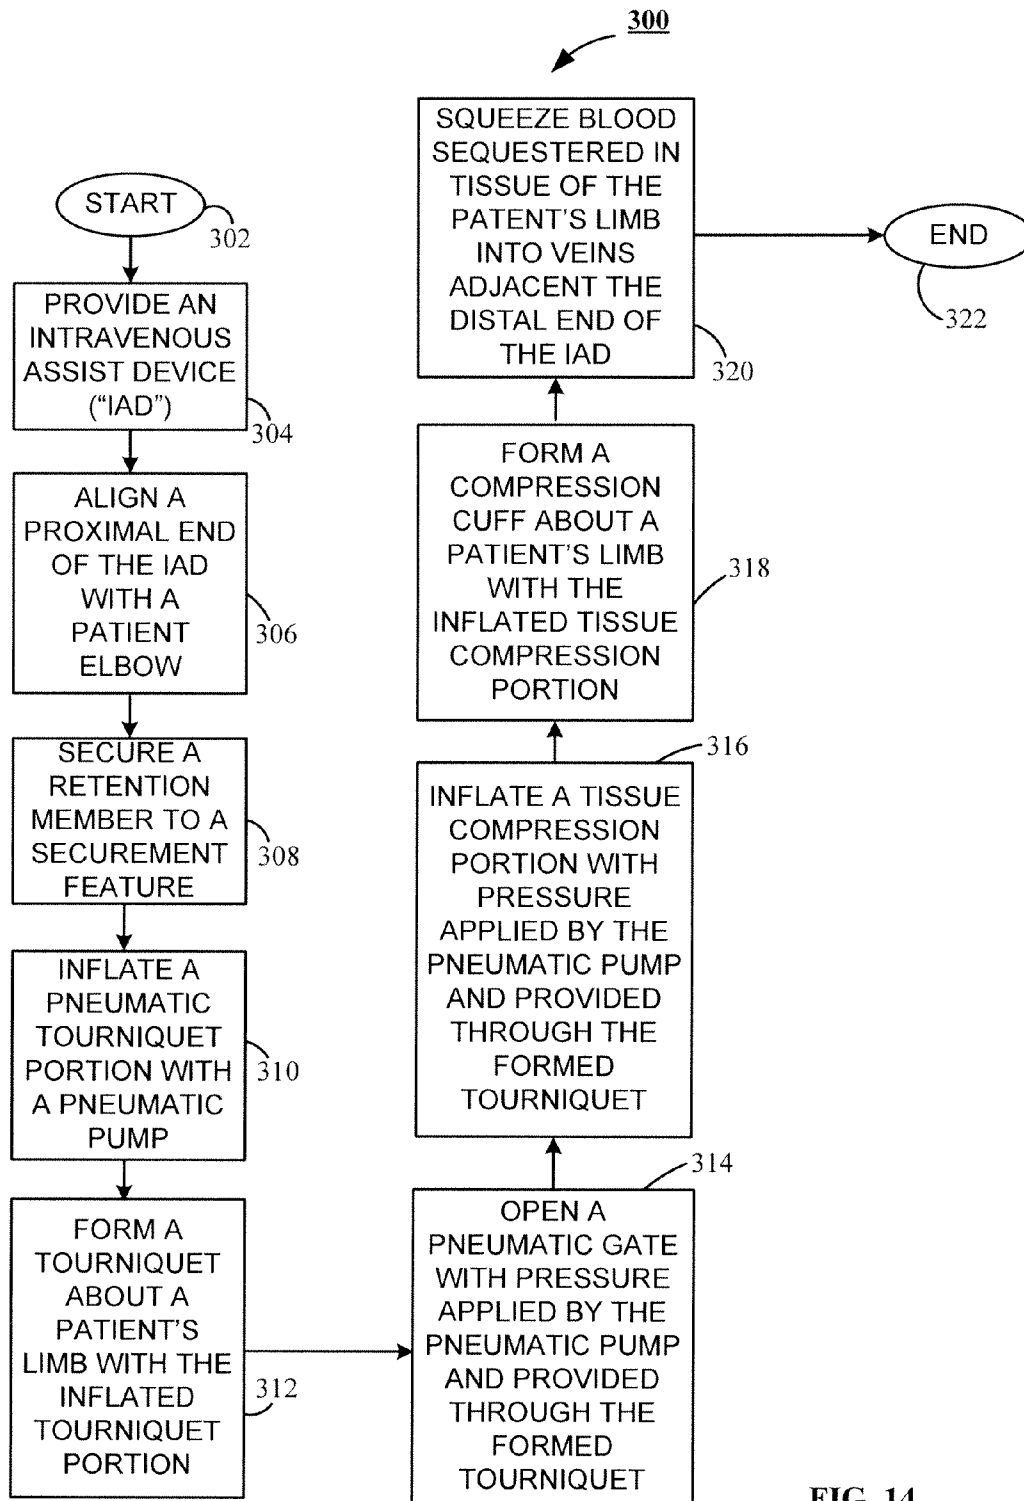 300
START
302
PROVIDE AN
INTRAVENOUS
ASSIST DEVICE
("IAD")
304
ALIGN A
PROXIMAL END
OF THE IAD
WITH A
PATIENT
ELBOW
306
SECURE A
RETENTION
MEMBER TO A
SECUREMENT
FEATURE
308
INFLATE A
PNEUMATIC
TOURNIQUET
PORTION WITH
A PNEUMATIC
PUMP
310
FORM A
TOURNIQUET
ABOUT A
PATIENT'S
LIMB WITH THE
INFLATED
TOURNIQUET
PORTION
312
OPEN A
PNEUMATIC GATE
WITH PRESSURE
APPLIED BY THE
PNEUMATIC PUMP
AND PROVIDED
THROUGH THE
FORMED
TOURNIQUET
314
INFLATE A TISSUE
COMPRESSION
PORTION WITH
PRESSURE
APPLIED BY THE
PNEUMATIC PUMP
AND PROVIDED
THROUGH THE
FORMED
TOURNIQUET
316
FORM A
COMPRESSION
CUFF ABOUT A
PATIENT'S LIMB
WITH THE
INFLATED TISSUE
COMPRESSION
PORTION
318
SQUEEZE BLOOD
SEQUESTERED IN
TISSUE OF THE
PATENT'S LIMB
INTO VEINS
ADJACENT THE
DISTAL END OF
THE IAD
320
END
322
FIG. 14